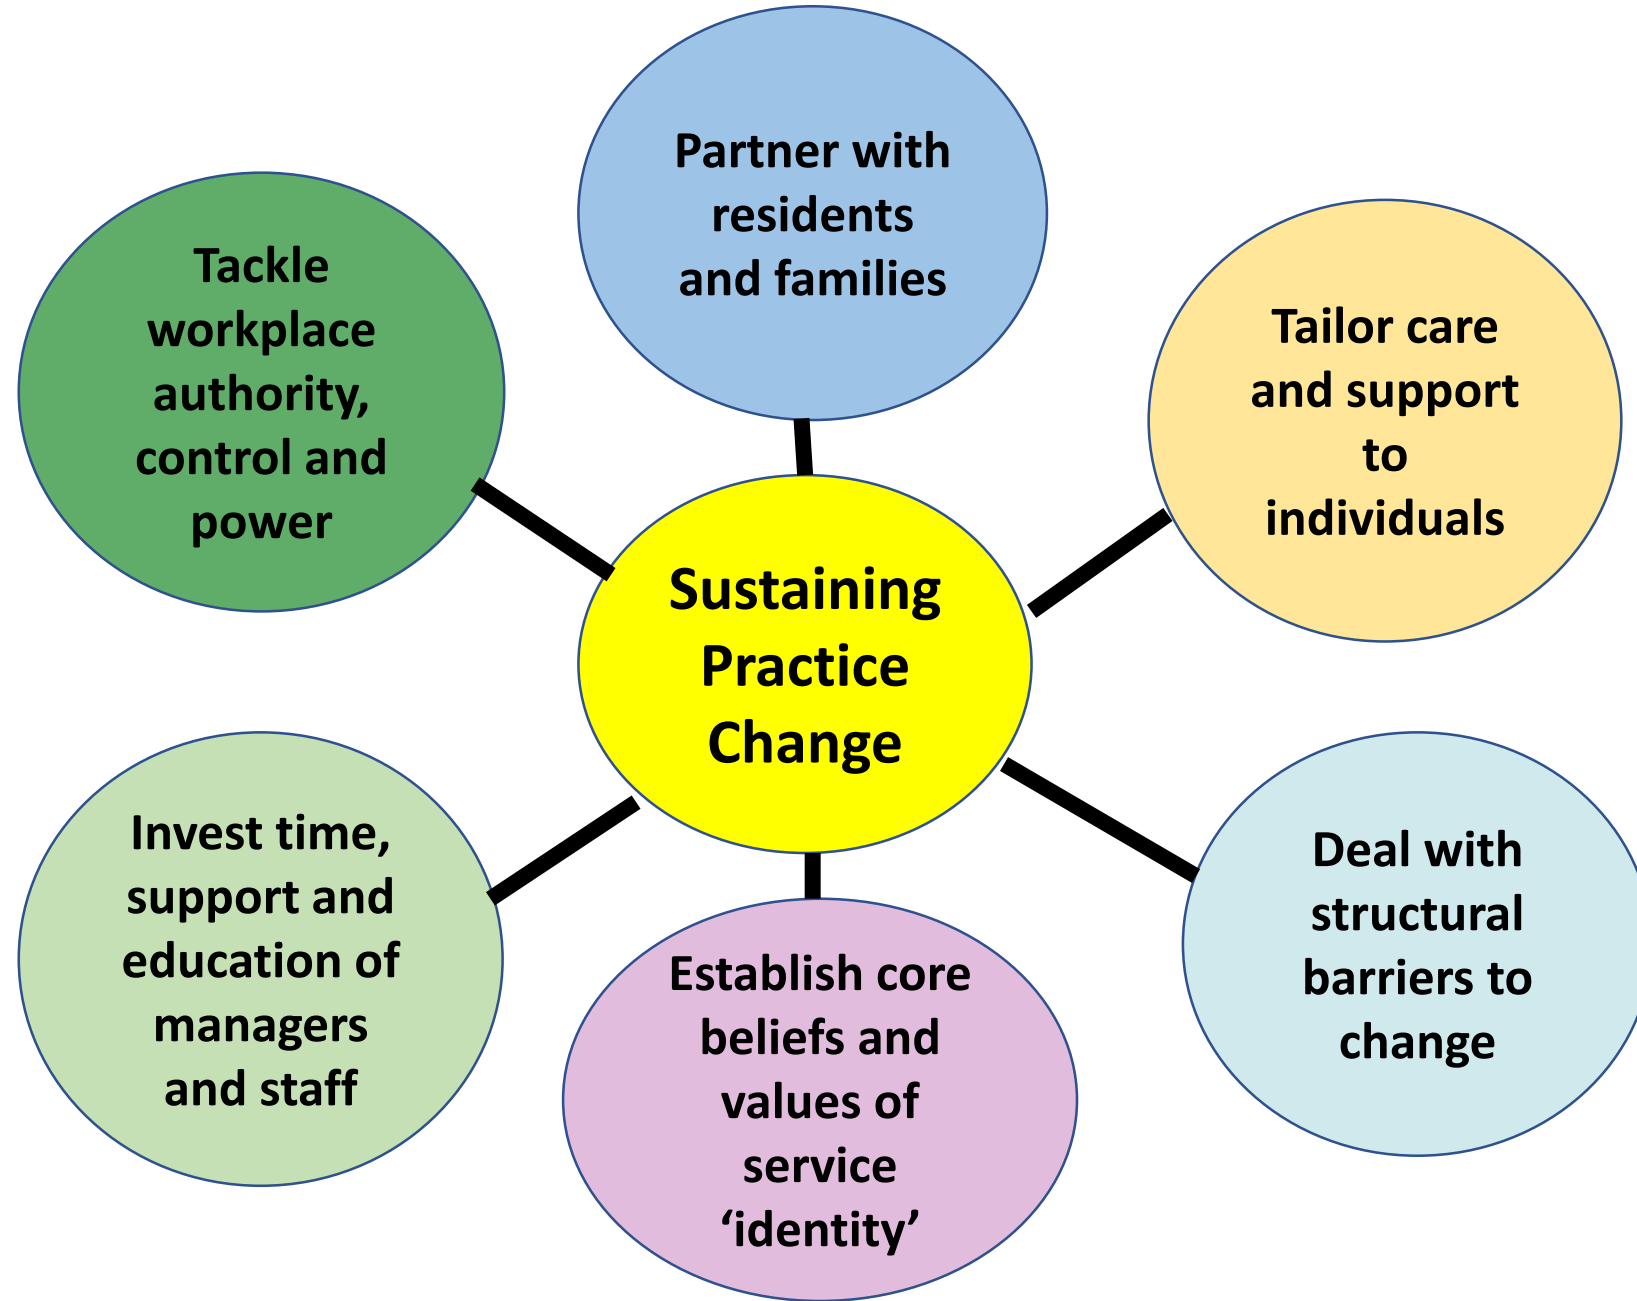 Partner with
residents
and families
Tackle
workplace
authority,
control and
power
Tailor care
and support
to
individuals
Sustaining
Practice
Change
Invest time,
support and
education of
managers
and staff
Deal with
structural
barriers to
change
Establish core
beliefs and
values of
service
‘identity’